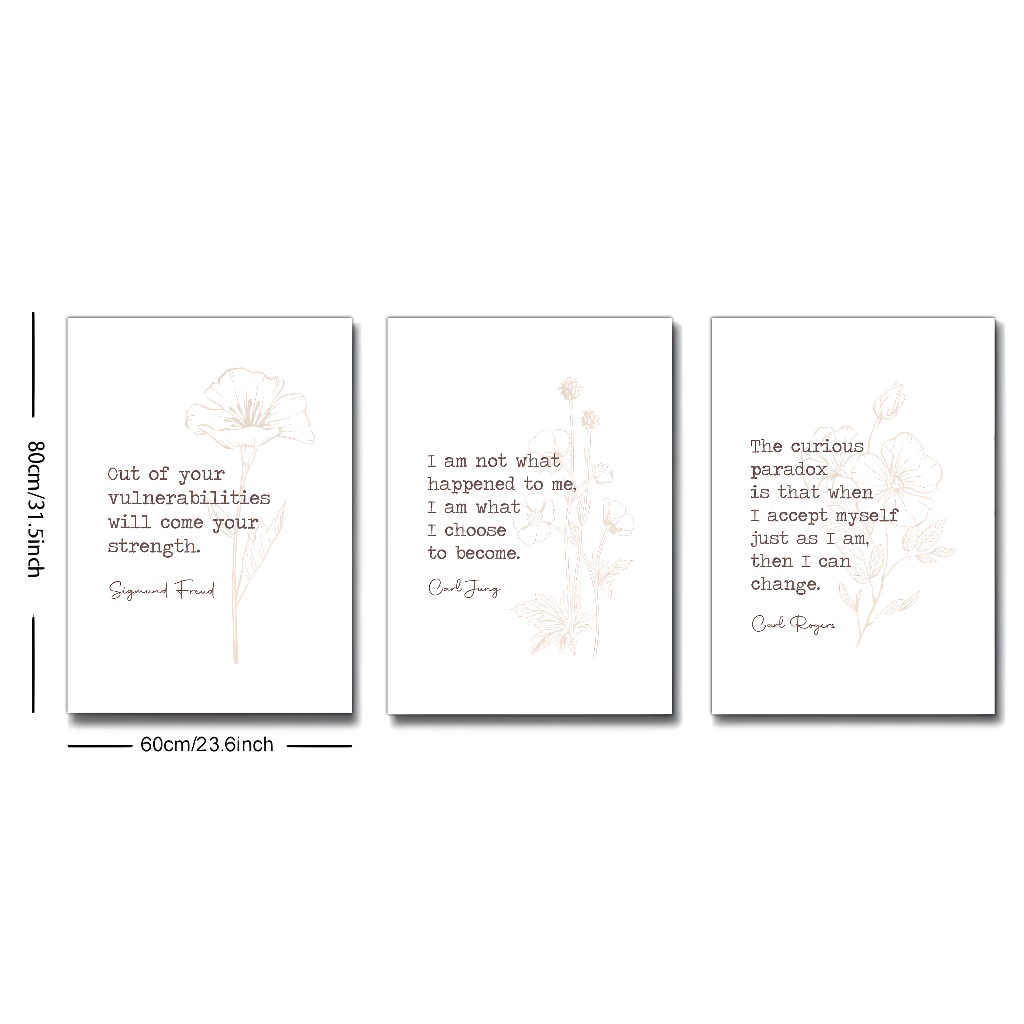 80cm/31.5inch
Out of your
vulnerabilities
will come your
strength.
Sigmund Freud
60cm/23.6inch
I am not what
happened to me,
I am what
I choose
to become.
Carl Jung
The curious
paradox
is that when
I accept myself
just as I am,
then I can
change.
Carl Rogers